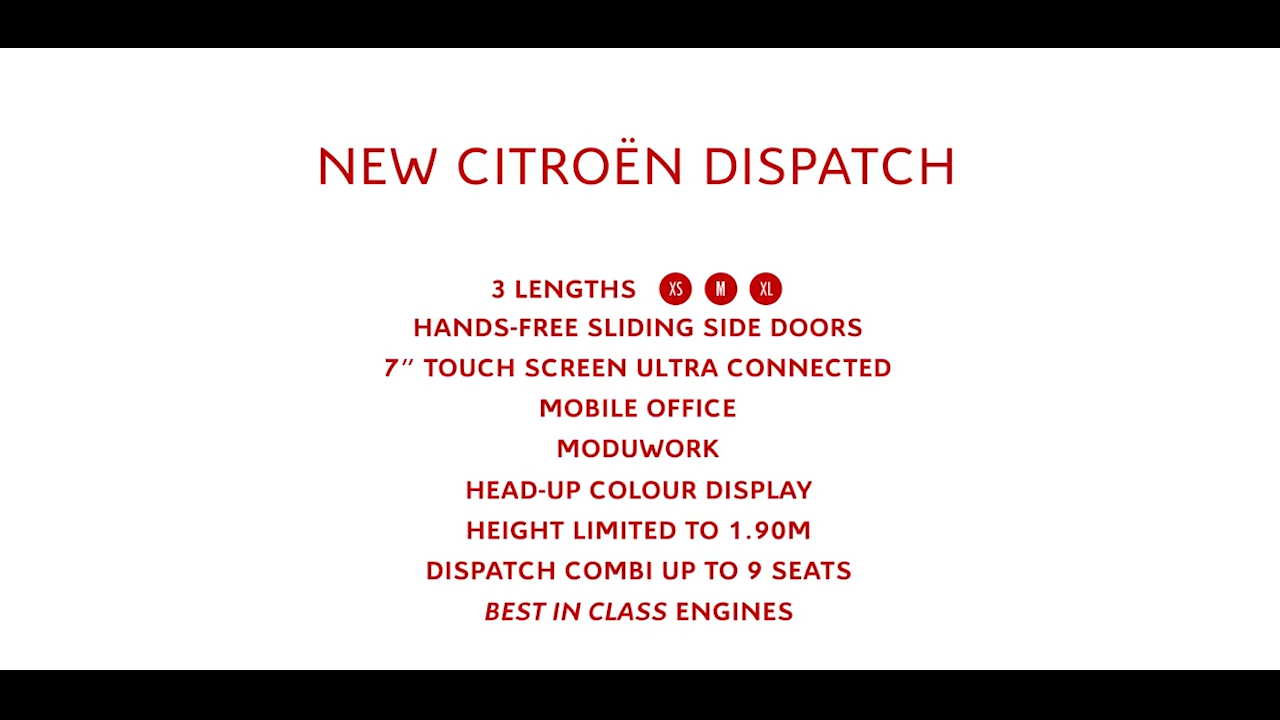 NEW CITROËN DISPATCH
3 LENGTHS XS M XL
HANDS-FREE SLIDING SIDE DOORS
7" TOUCH SCREEN ULTRA CONNECTED
MOBILE OFFICE
MODUWORK
HEAD-UP COLOUR DISPLAY
HEIGHT LIMITED TO 1.90M
DISPATCH COMBI UP TO 9 SEATS
BEST IN CLASS ENGINES